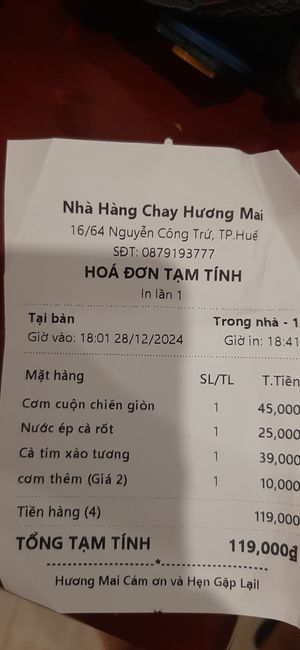 Nhà Hàng Chay Hương Mai
16/64 Nguyễn Công Trứ, TP.Huế
SĐT: 0879193777
HOÁ ĐƠN TẠM TÍNH
In lần 1
Tại bàn Trong nhà - 1
Giờ vào: 18:01 28/12/2024 Giờ in: 18:41
Mặt hàng SL/TL T.Tiền
Cơm cuộn chiên giòn 1 45,000
Nước ép cà rốt 1 25,000
Cà tím xào tương 1 39,000
cơm thêm (Giá 2) 1 10,000
Tiền hàng (4) 119,000
TỔNG TẠM TÍNH 119,000₫
Hương Mai Cám ơn và Hẹn Gặp Lại!